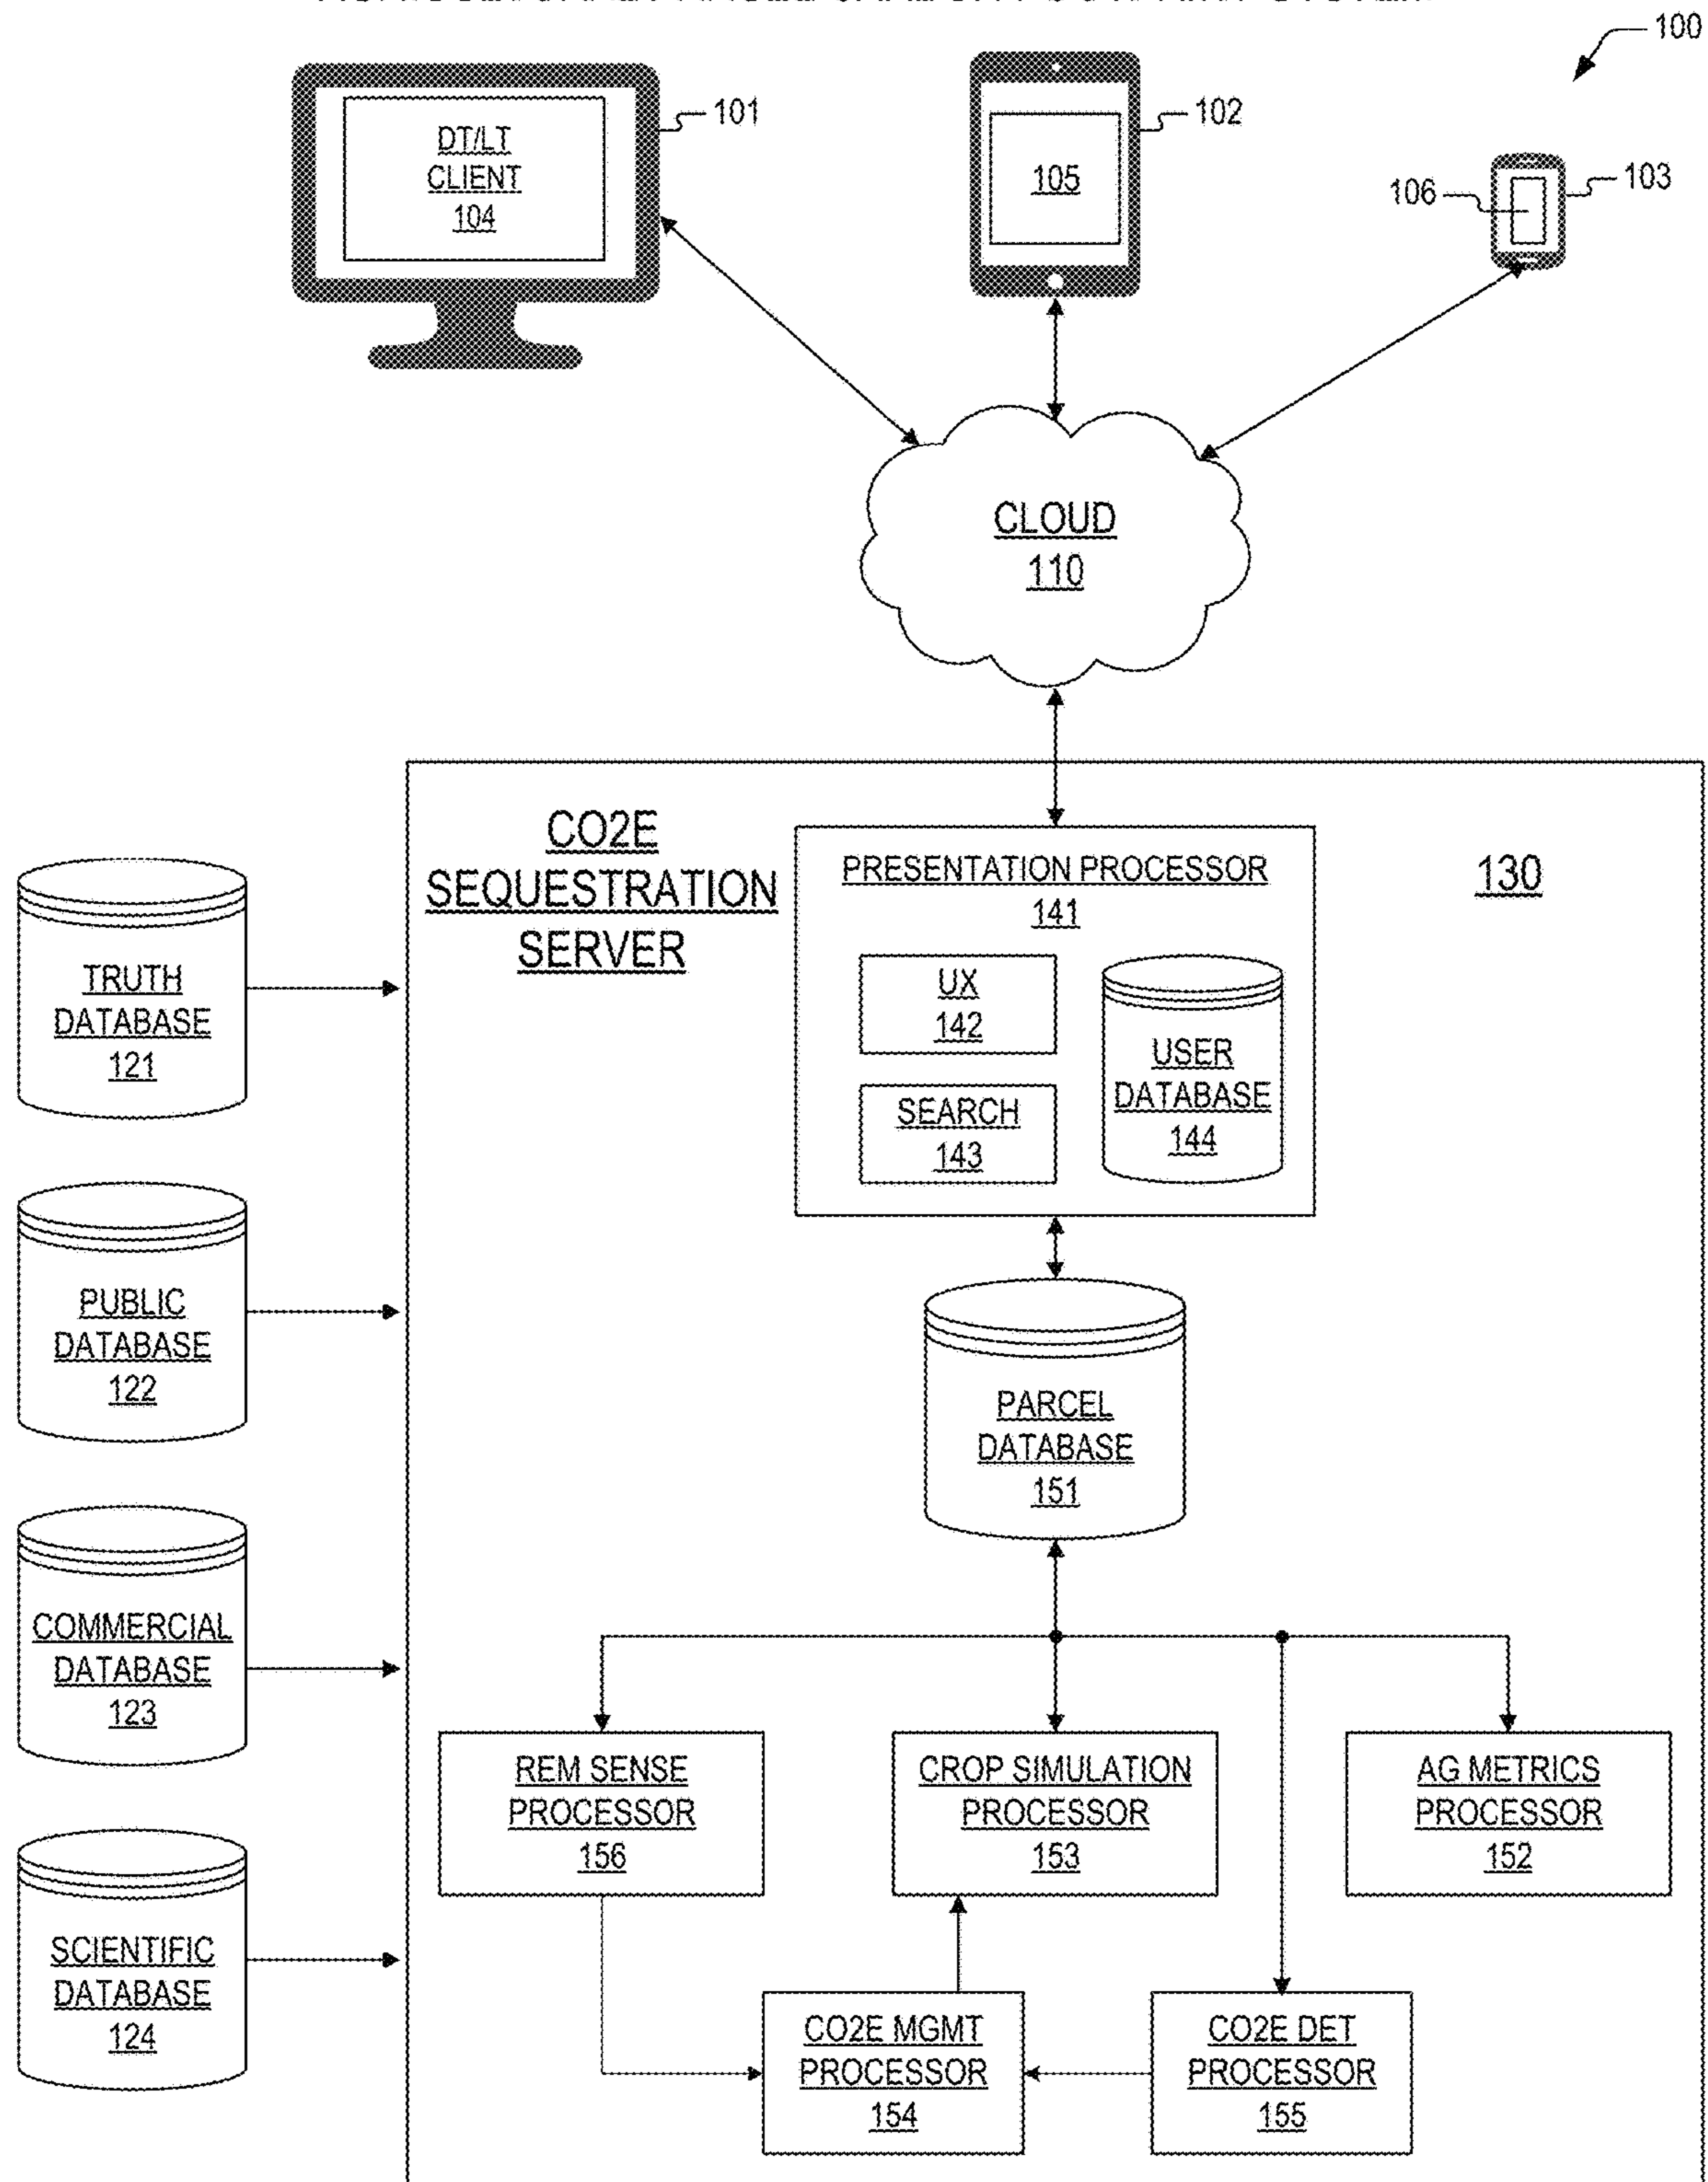 100
101
102
103
DT/LT
CLIENT
104
105
106
CLOUD
110
CO2E
SEQUESTRATION
SERVER
130
PRESENTATION PROCESSOR
141
UX
142
SEARCH
143
USER
DATABASE
144
TRUTH
DATABASE
121
PUBLIC
DATABASE
122
COMMERCIAL
DATABASE
123
SCIENTIFIC
DATABASE
124
PARCEL
DATABASE
151
REM SENSE
PROCESSOR
156
CROP SIMULATION
PROCESSOR
153
AG METRICS
PROCESSOR
152
CO2E MGMT
PROCESSOR
154
CO2E DET
PROCESSOR
155